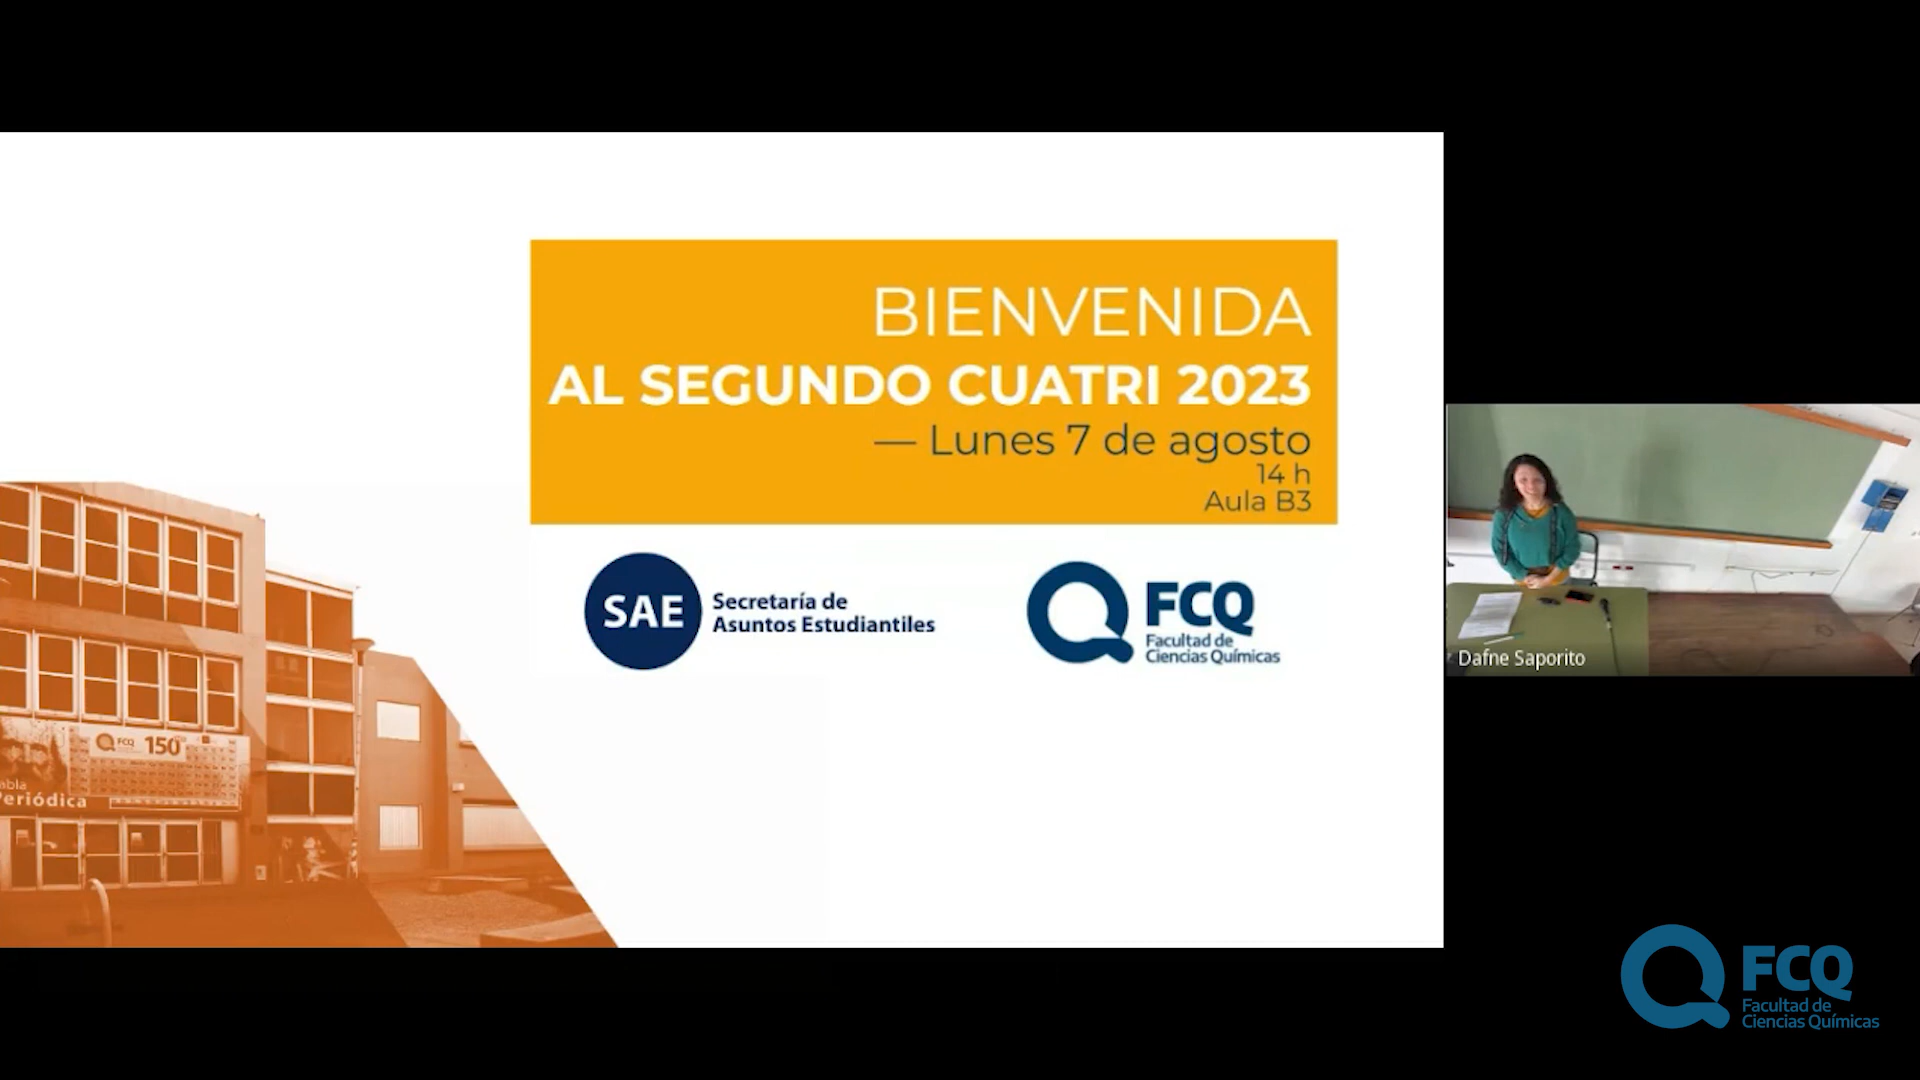 BIENVENIDA
AL SEGUNDO CUATRI 2023
— Lunes 7 de agosto
14 h
Aula B3
SAE
Secretaría de
Asuntos Estudiantiles
FCQ
Facultad de
Ciencias Químicas
FCQ
150
Periódica
Dafne Saporito
FCQ
Facultad de
Ciencias Químicas